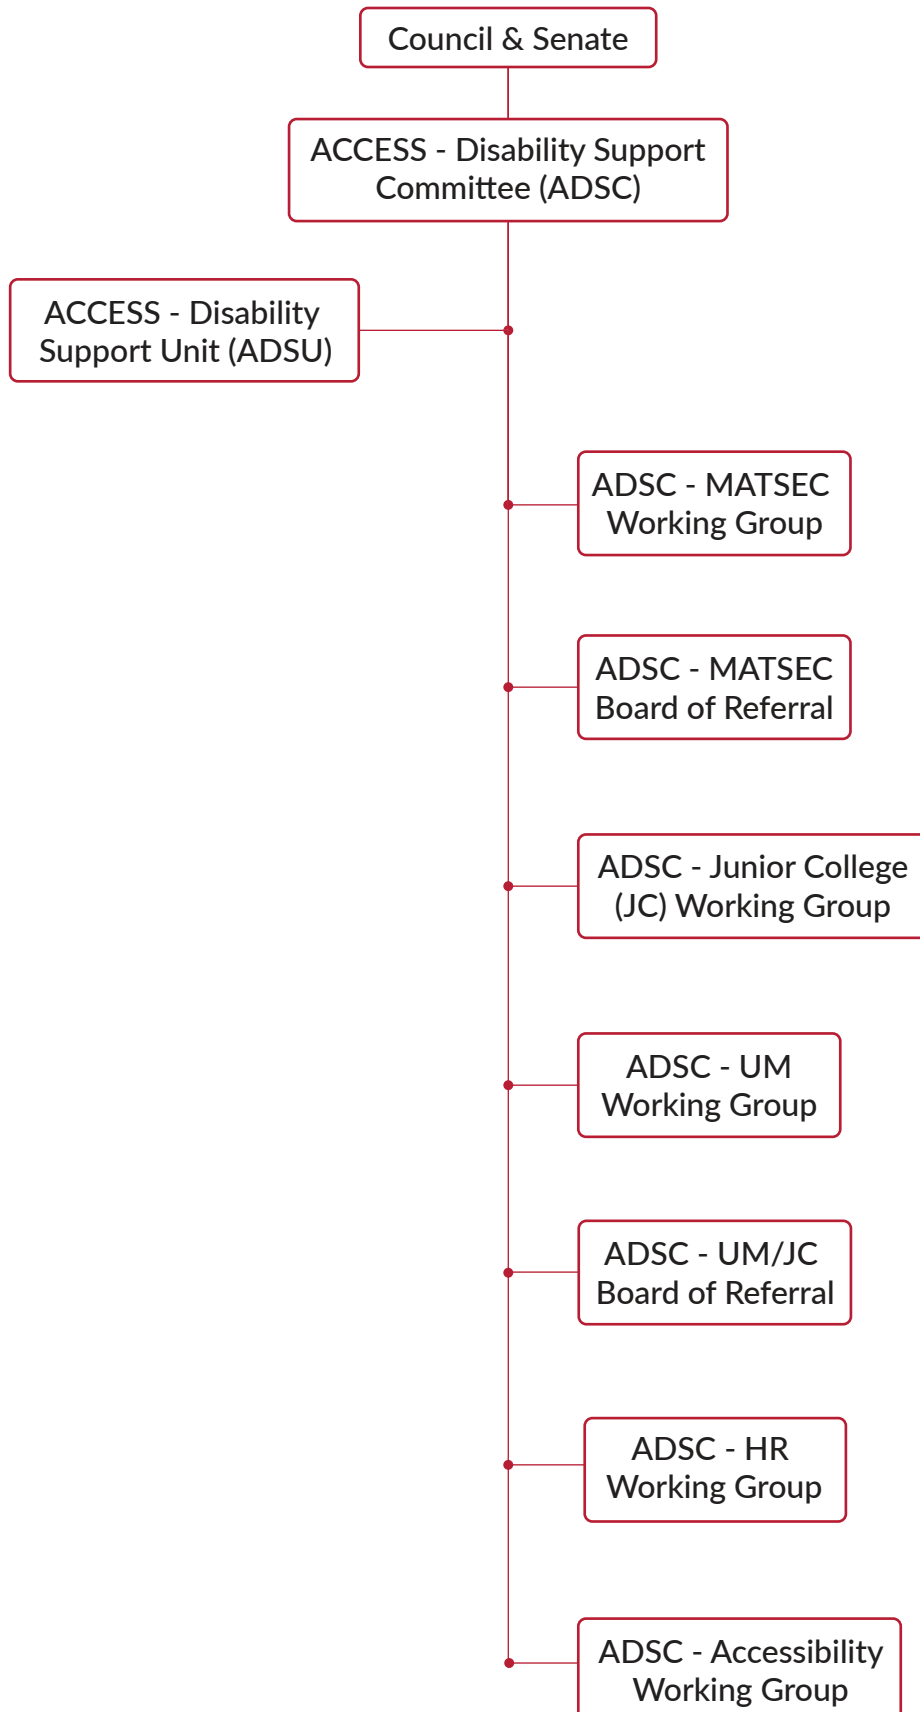 Council & Senate
ACCESS - Disability Support
Committee (ADSC)
ACCESS - Disability
Support Unit (ADSU)
ADSC - MATSEC
Working Group
ADSC - MATSEC
Board of Referral
ADSC - Junior College
(JC) Working Group
ADSC - UM
Working Group
ADSC - UM/JC
Board of Referral
ADSC - HR
Working Group
ADSC - Accessibility
Working Group